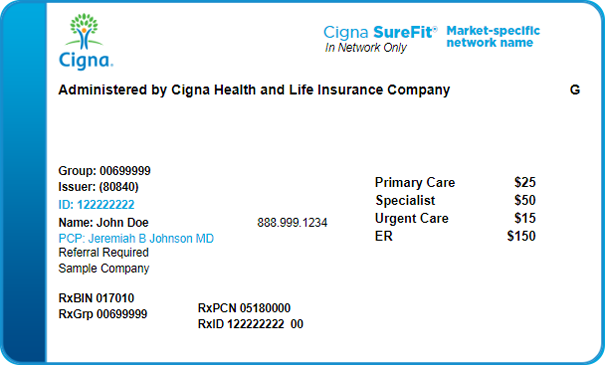 Cigna SureFit® Market-specific
In Network Only network name
Cigna.
Administered by Cigna Health and Life Insurance Company G
Group: 00699999
Issuer: (80840)
ID: 122222222
Name: John Doe 888.999.1234
PCP: Jeremiah B Johnson MD
Referral Required
Sample Company
Primary Care $25
Specialist $50
Urgent Care $15
ER $150
RxBIN 017010
RxGrp 00699999
RxPCN 05180000
RxID 122222222 00